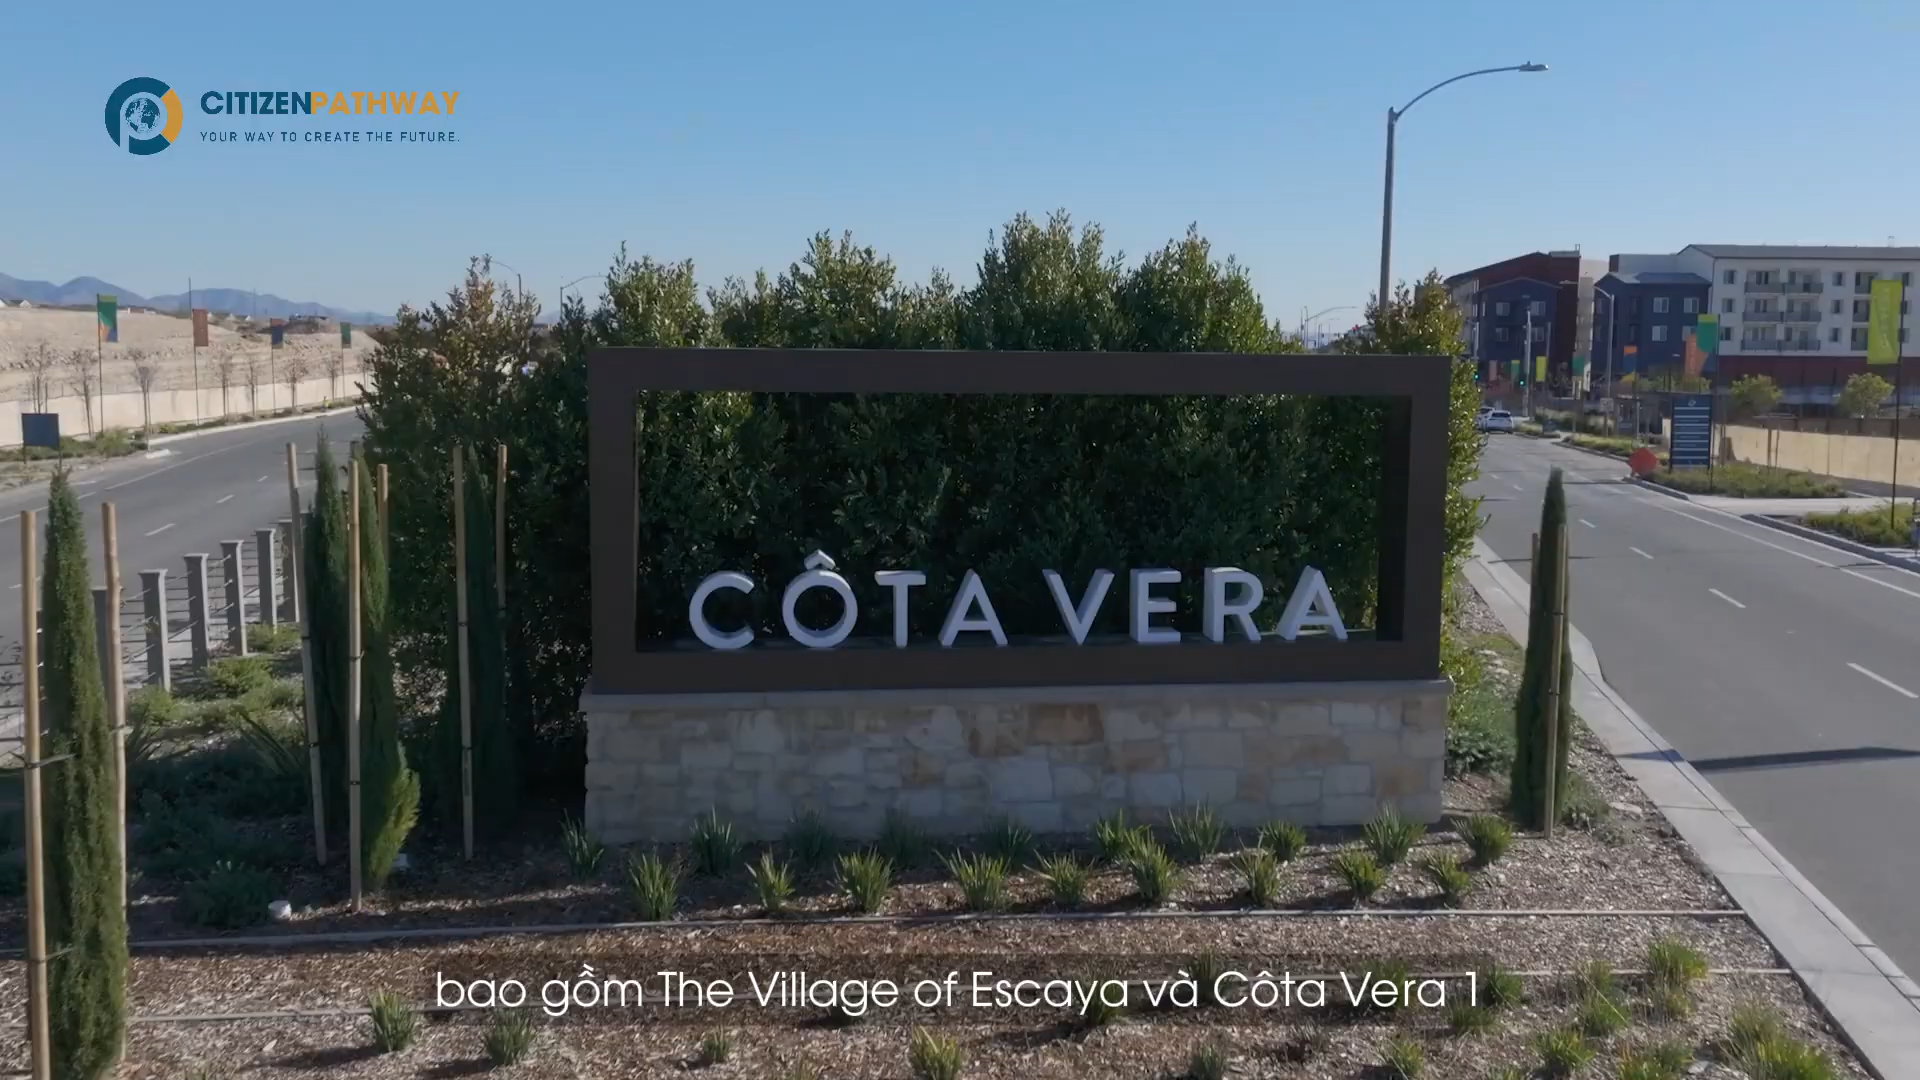 CITIZENPATHWAY
YOUR WAY TO CREATE THE FUTURE.
CÔTA VERA
bao gồm The Village of Escaya và Côta Vera 1